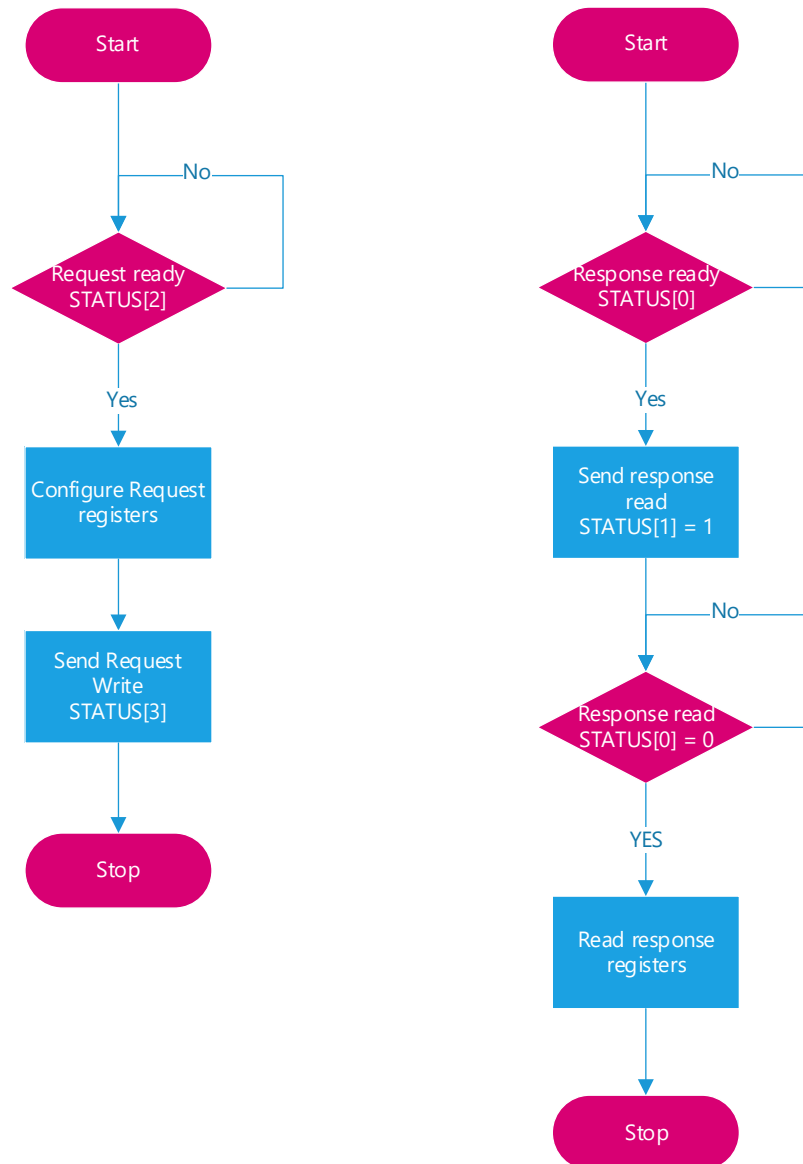 Start
No
Request ready
STATUS[2]
Yes
Configure Request
registers
Send Request
Write
STATUS[3]
Stop
Start
No
Response ready
STATUS[0]
Yes
Send response
read
STATUS[1] = 1
No
Response read
STATUS[0] = 0
YES
Read response
registers
Stop